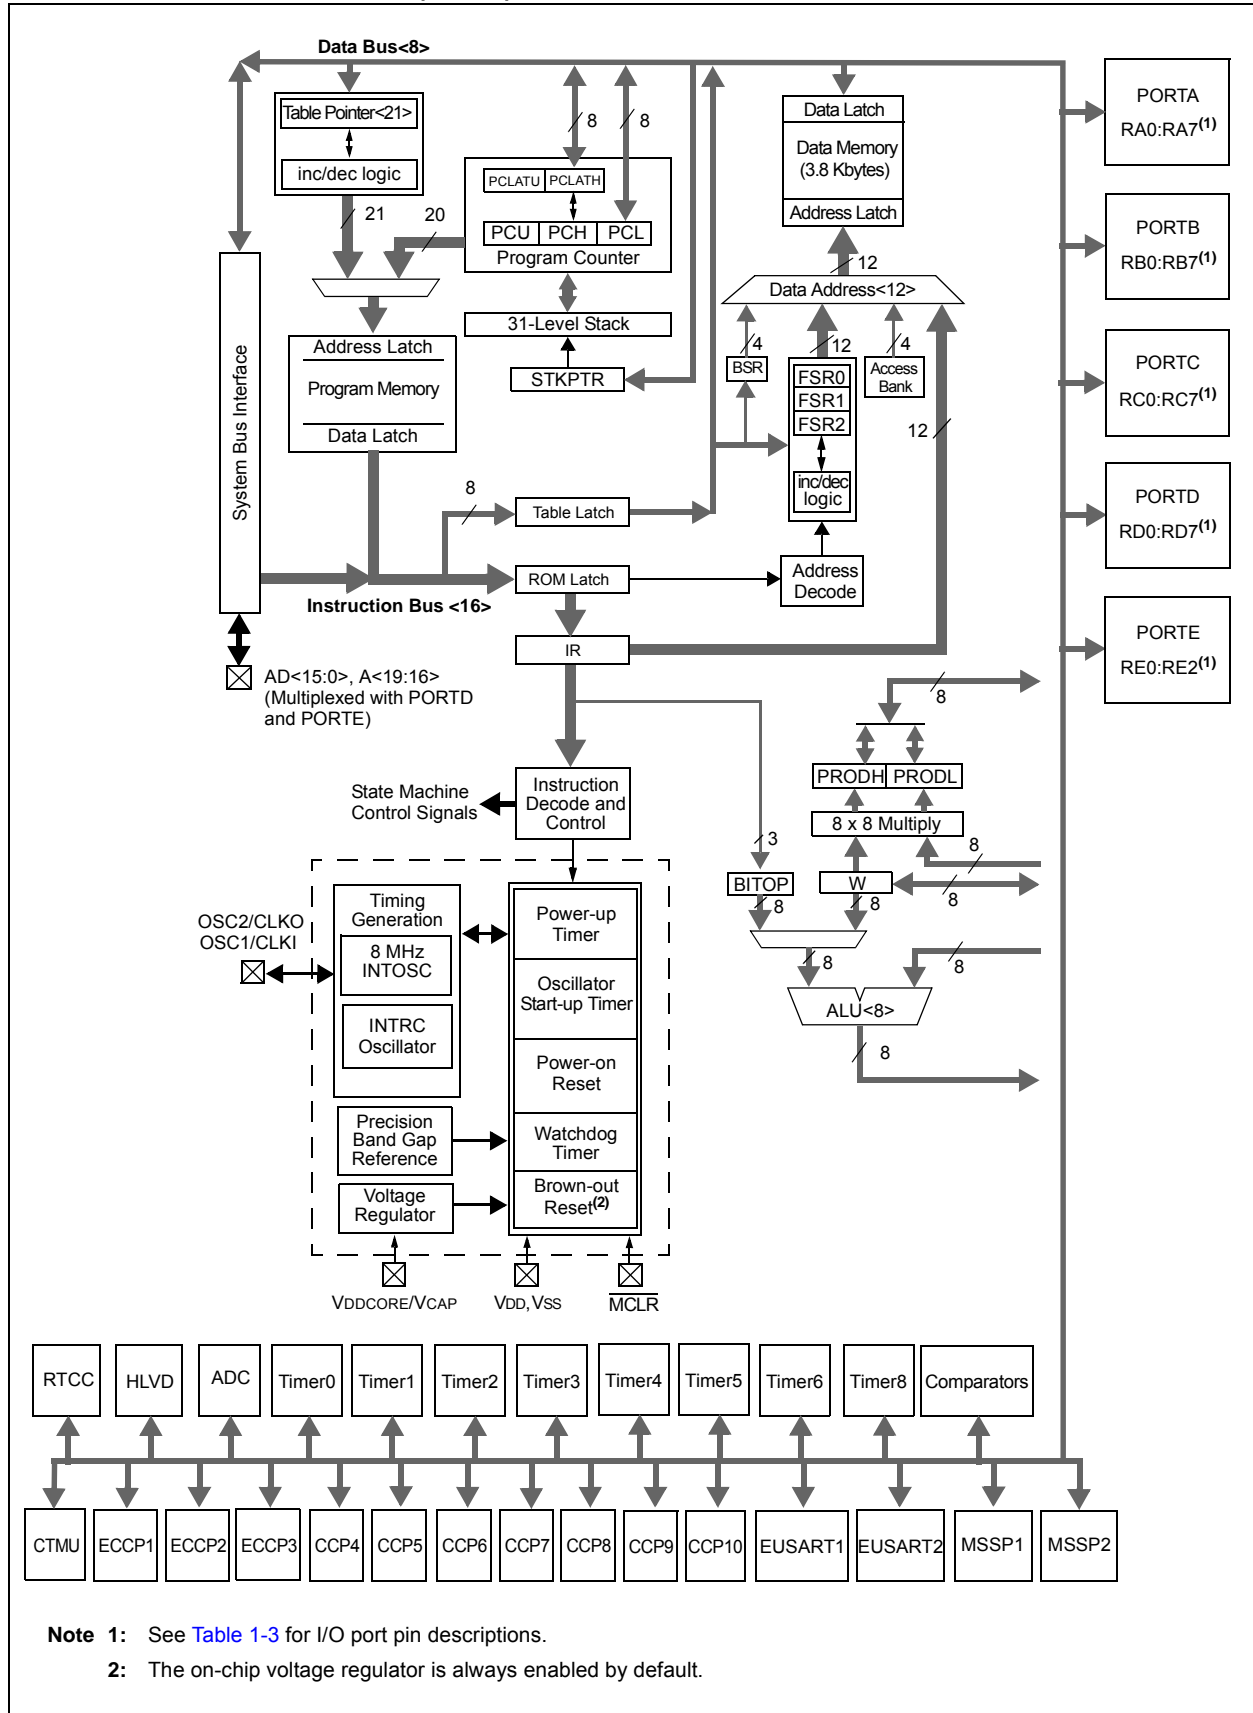 Data Bus<8>
Table Pointer<21>
inc/dec logic
21
20
8
8
PCLATU PCLATH
PCU PCH PCL
Program Counter
31-Level Stack
STKPTR
Data Latch
Data Memory
(3.8 Kbytes)
Address Latch
12
Data Address<12>
4
12
4
BSR
FSR0
FSR1
FSR2
inc/dec
logic
Access
Bank
12
Address
Decode
PORTA
RA0:RA7(1)
PORTB
RB0:RB7(1)
PORTC
RC0:RC7(1)
PORTD
RD0:RD7(1)
PORTE
RE0:RE2(1)
System Bus Interface
Address Latch
Program Memory
Data Latch
8
Table Latch
ROM Latch
Instruction Bus <16>
IR
AD<15:0>, A<19:16>
(Multiplexed with PORTD
and PORTE)
8
PRODH PRODL
8 x 8 Multiply
State Machine
Control Signals
Instruction
Decode and
Control
3
8
BITOP
W
8
8
8
8
8
ALU<8>
8
OSC2/CLKO
OSC1/CLKI
Timing
Generation
8 MHz
INTOSC
INTRC
Oscillator
Precision
Band Gap
Reference
Voltage
Regulator
Power-up
Timer
Oscillator
Start-up Timer
Power-on
Reset
Watchdog
Timer
Brown-out
Reset(2)
VDDCORE/VCAP
VDD, VSS
MCLR
RTCC HLVD ADC Timer0 Timer1 Timer2 Timer3 Timer4 Timer5 Timer6 Timer8 Comparators
CTMU ECCP1 ECCP2 ECCP3 CCP4 CCP5 CCP6 CCP7 CCP8 CCP9 CCP10 EUSART1 EUSART2 MSSP1 MSSP2
Note 1: See Table 1-3 for I/O port pin descriptions.
2: The on-chip voltage regulator is always enabled by default.